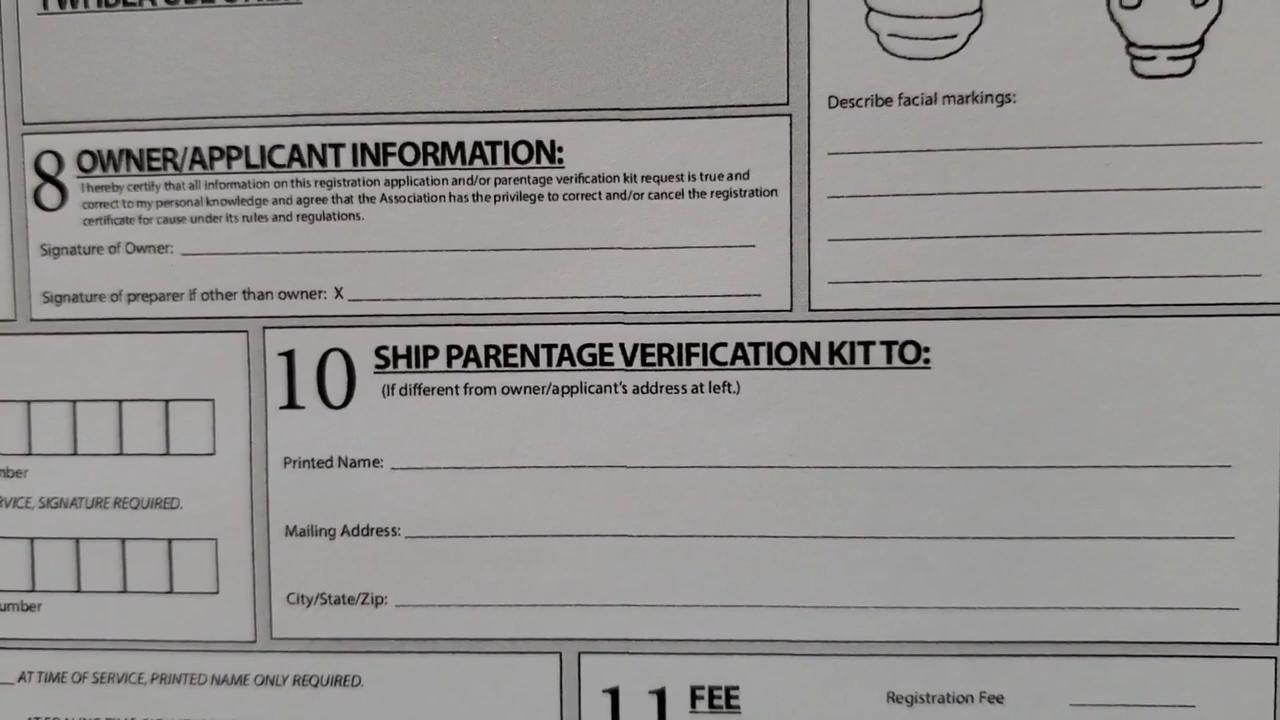 TWHBEA USE ONLY
8 OWNER/APPLICANT INFORMATION:
I hereby certify that all information on this registration application and/or parentage verification kit request is true and
correct to my personal knowledge and agree that the Association has the privilege to correct and/or cancel the registration
certificate for cause under its rules and regulations.
Signature of Owner:
Signature of preparer if other than owner: X
Describe facial markings:
mber
RVICE, SIGNATURE REQUIRED.
umber
10 SHIP PARENTAGE VERIFICATION KIT TO:
(If different from owner/applicant's address at left.)
Printed Name:
Mailing Address:
City/State/Zip:
AT TIME OF SERVICE, PRINTED NAME ONLY REQUIRED.
11 FEE
Registration Fee